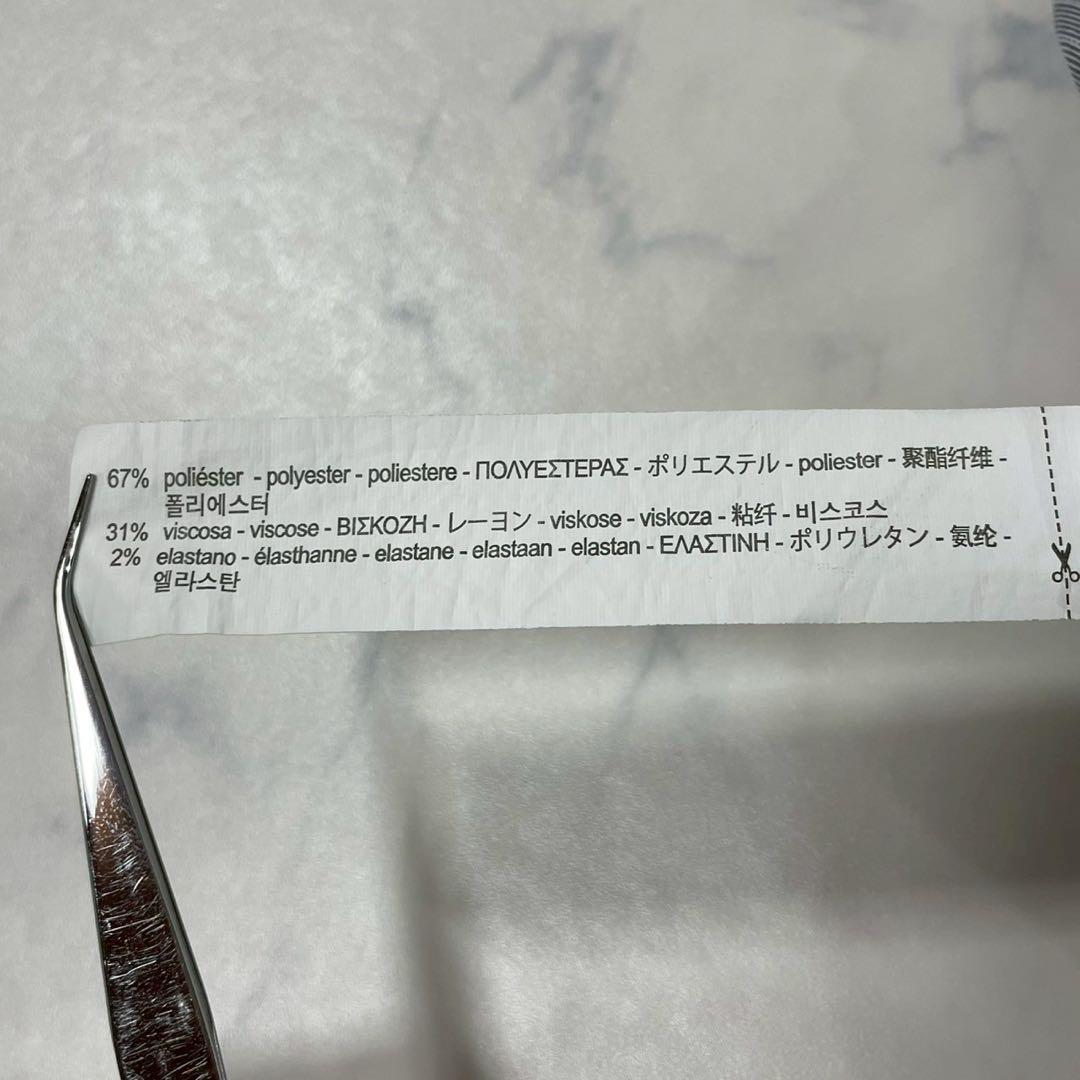 67% poliéster - polyester - poliestere - ΠΟΛΥΕΣΤΕΡΑΣ - ポリエステル - poliester - 聚酯纤维 -
폴리에스터
31% viscosa - viscose - ΒΙΣΚΟΖΗ - レーヨン - viskose - viskoza - 粘纤 - 비스코스
2% elastano - élasthanne - elastane - elastaan - elastan - ΕΛΑΣΤΙΝΗ - ポリウレタン - 氨纶 -
엘라스탄